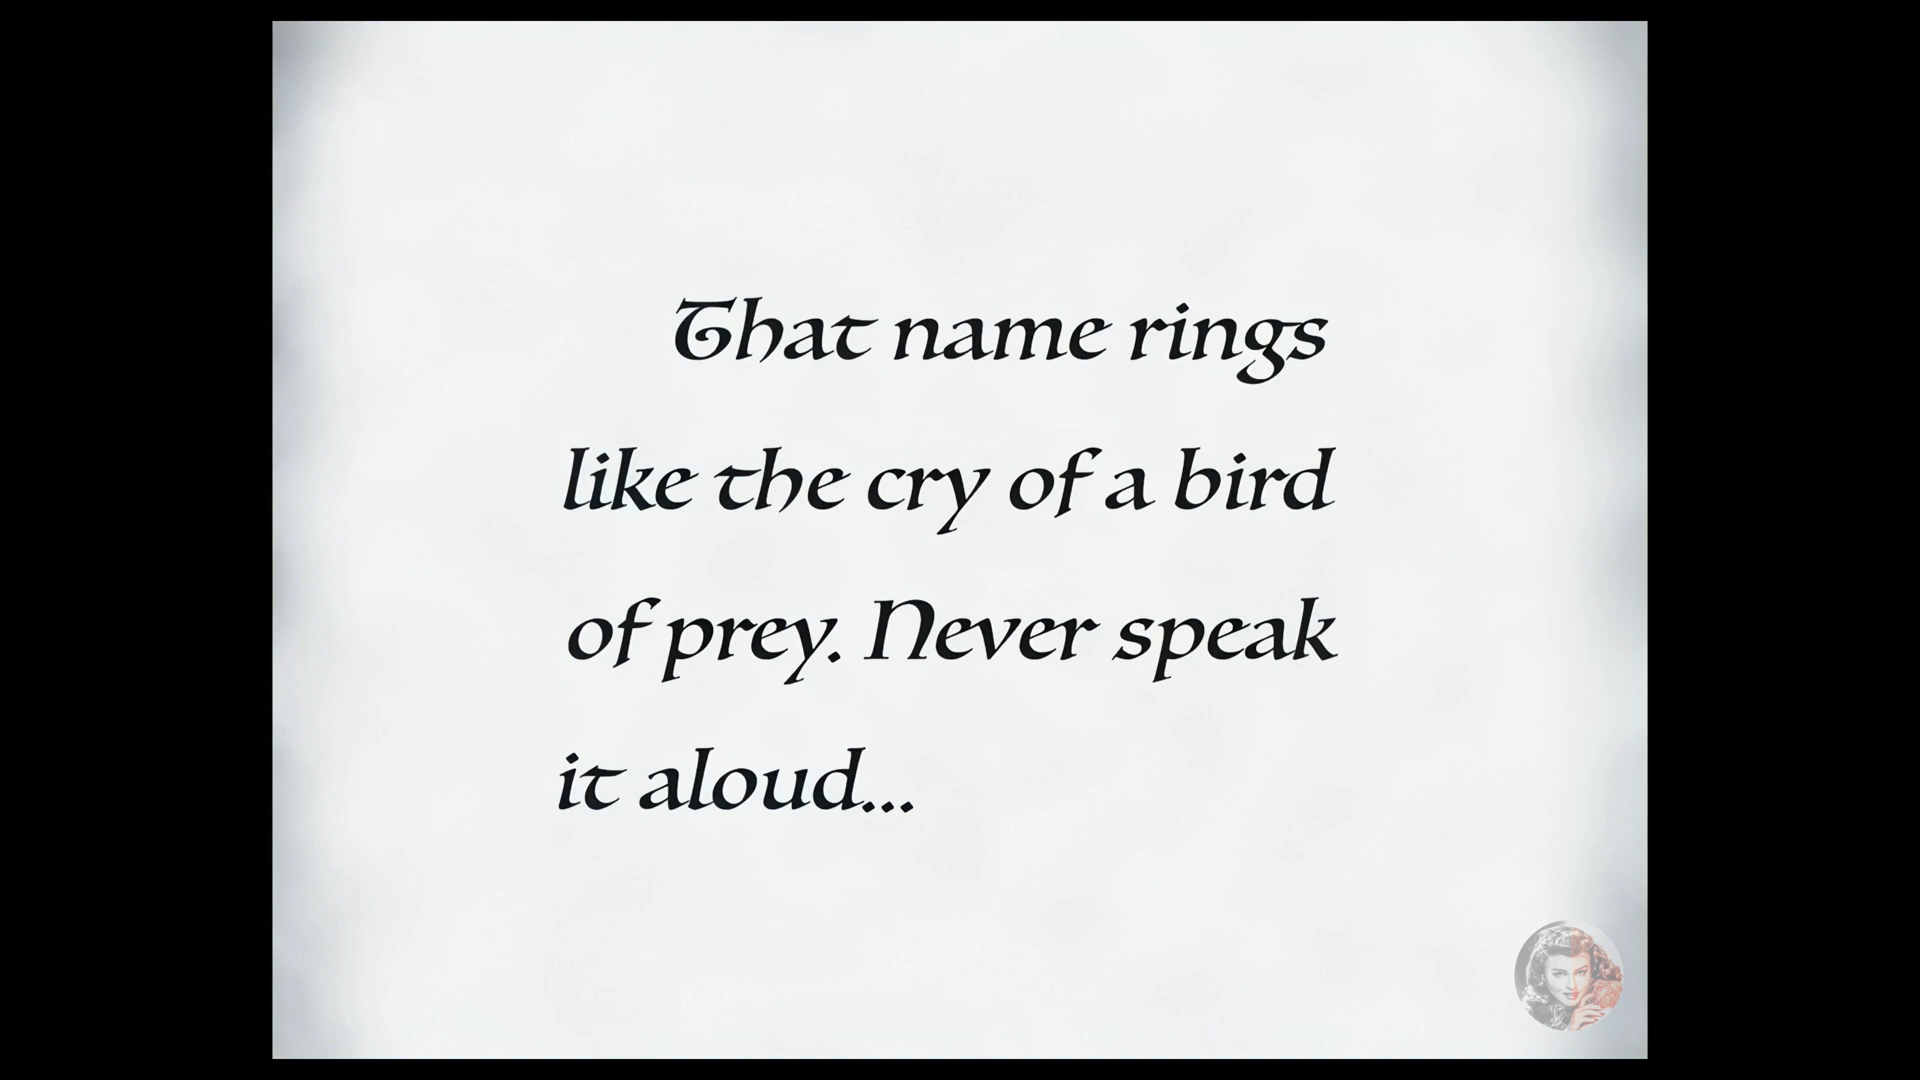 That name rings
like the cry of a bird
of prey. Never speak
it aloud...